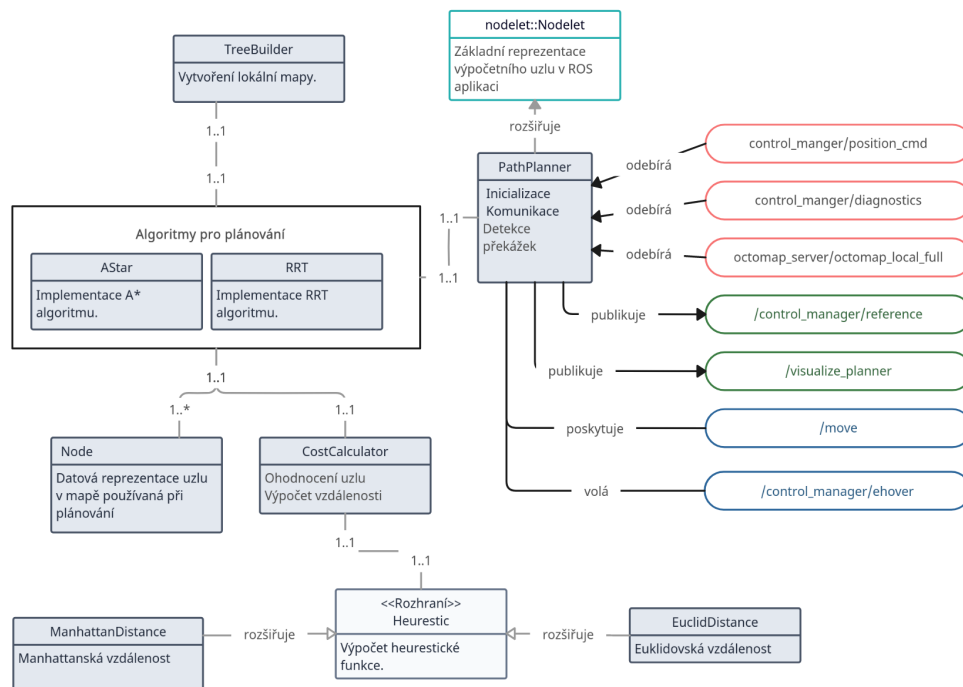 nodelet::Nodelet
Základní reprezentace
výpočetního uzlu v ROS
aplikaci
TreeBuilder
Vytvoření lokální mapy.
1..1
1..1
rozšiřuje
PathPlanner
Inicializace
Komunikace
Detekce
překážek
odebírá
control_manger/position_cmd
odebírá
control_manger/diagnostics
odebírá
octomap_server/octomap_local_full
publikuje
/control_manager/reference
publikuje
/visualize_planner
poskytuje
/move
volá
/control_manager/ehover
1..1
1..1
Algoritmy pro plánování
AStar
Implementace A*
algoritmu.
RRT
Implementace RRT
algoritmu.
1..1
1..*
1..1
Node
Datová reprezentace uzlu
v mapě používaná při
plánování
CostCalculator
Ohodnocení uzlu
Výpočet vzdálenosti
1..1
1..1
<<Rozhraní>>
Heurestic
Výpočet heurestické
funkce.
ManhattanDistance
Manhattanská vzdálenost
rozšiřuje
rozšiřuje
EuclidDistance
Euklidovská vzdálenost